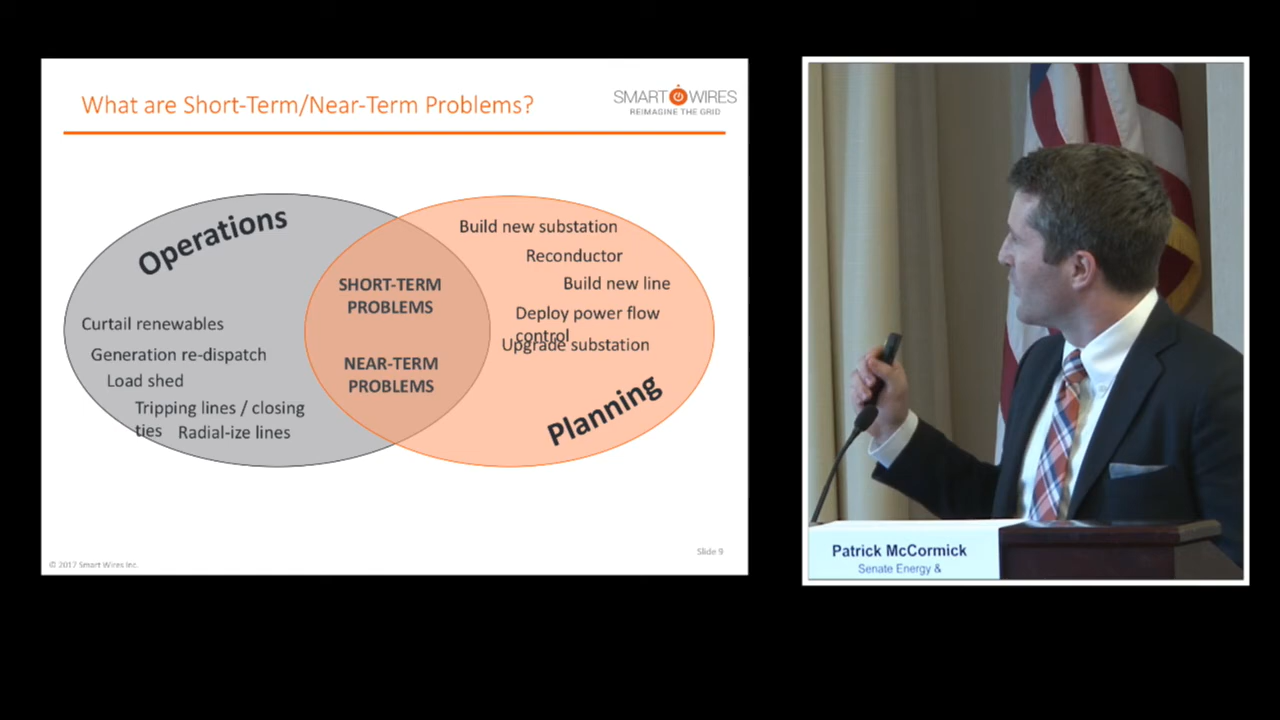 What are Short-Term/Near-Term Problems?
SMART WIRES
REIMAGINE THE GRID
Operations
Curtail renewables
Generation re-dispatch
Load shed
Tripping lines / closing
ties
Radial-ize lines
SHORT-TERM
PROBLEMS
NEAR-TERM
PROBLEMS
Build new substation
Reconductor
Build new line
Deploy power flow
control
Upgrade substation
Planning
Slide 9
© 2017 Smart Wires Inc.
Patrick McCormick
Senate Energy &